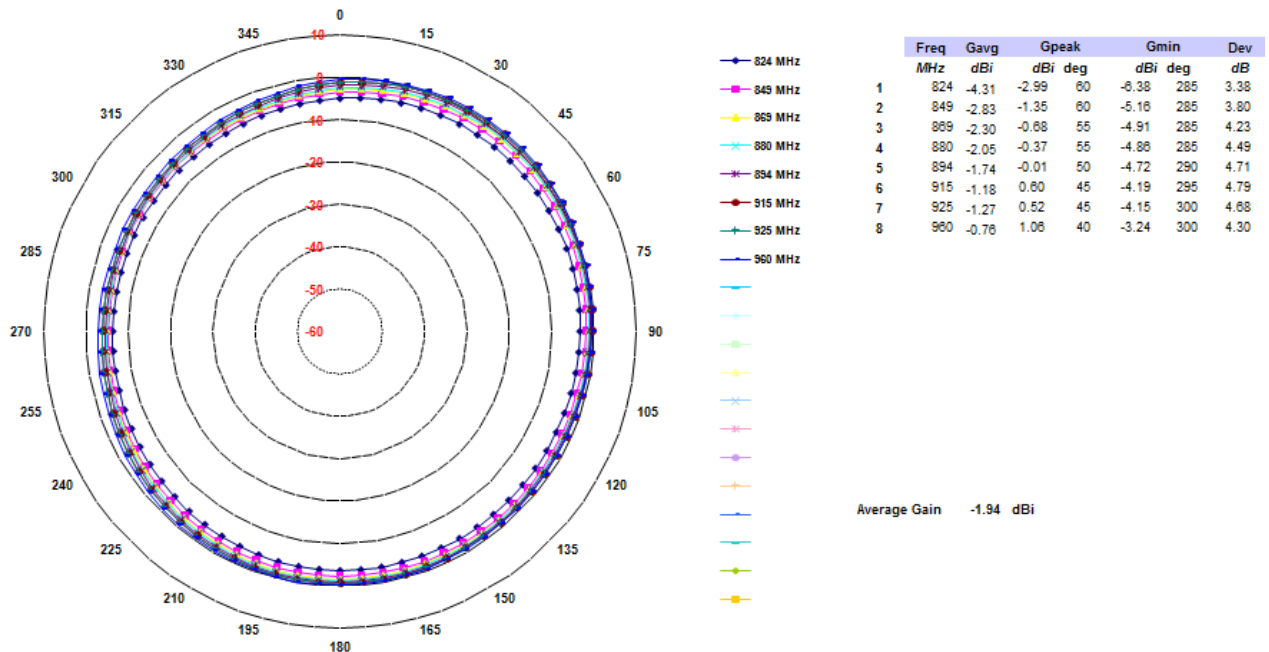 0
345
15
330
30
315
45
300
60
285
75
270
90
255
105
240
120
225
135
210
150
195
165
180
10
0
10
-20
-30
-40
-50
-60
824 MHz
849 MHz
869 MHz
880 MHz
894 MHz
915 MHz
925 MHz
960 MHz
Freq Gavg Gpeak Gmin Dev
MHz dBi dBi deg dBi deg dB
1 824 -4.31 -2.99 60 -6.38 285 3.38
2 849 -2.83 -1.35 60 -5.16 285 3.80
3 869 -2.30 -0.68 55 -4.91 285 4.23
4 880 -2.05 -0.37 55 -4.86 285 4.49
5 894 -1.74 -0.01 50 -4.72 290 4.71
6 915 -1.18 0.60 45 -4.19 295 4.79
7 925 -1.27 0.52 45 -4.15 300 4.68
8 960 -0.76 1.06 40 -3.24 300 4.30
Average Gain -1.94 dBi